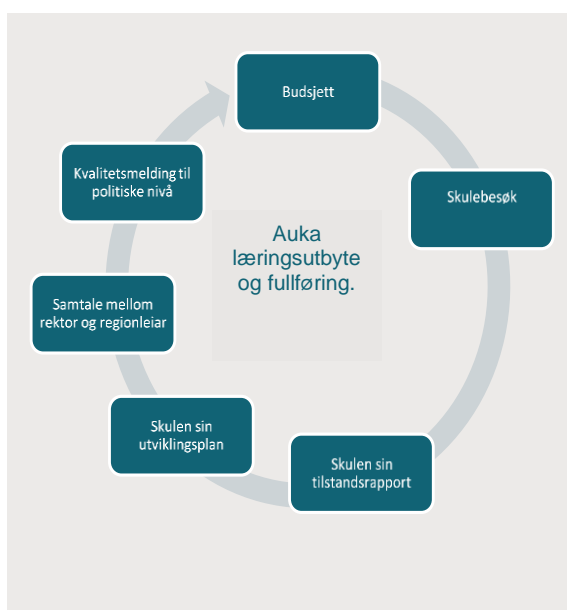 Budsjett
Skulebesøk
Skulen sin
tilstandsrapport
Skulen sin
utviklingsplan
Samtale mellom
rektor og regionleiar
Kvalitetsmelding til
politiske nivå
Auka
læringsutbyte
og fullføring.